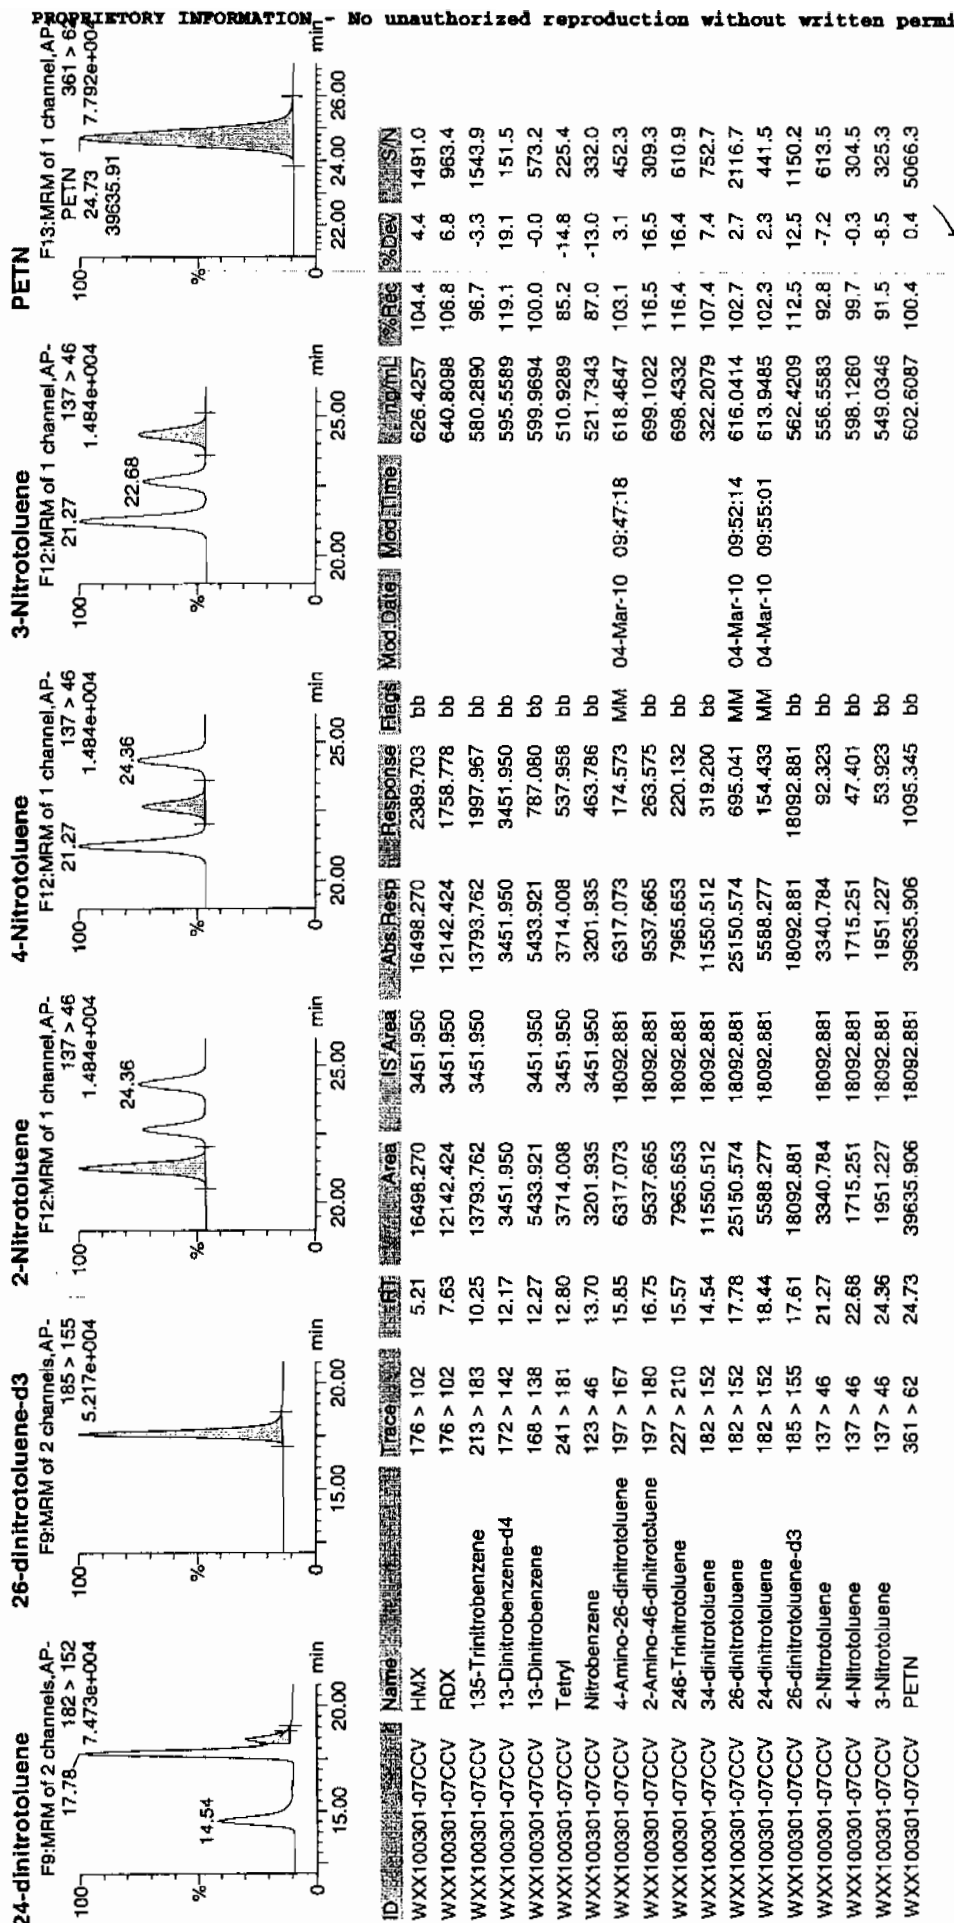 PROPRIETORY INFORMATION - No unauthorized reproduction without written permi
24-dinitrotoluene
F9:MRM of 2 channels,AP-
182 > 152
7.473e+004
17.78
14.54
100
%
0
15.00
20.00
min
26-dinitrotoluene-d3
F9:MRM of 2 channels,AP-
185 > 155
5.217e+004
100
%
0
15.00
20.00
min
2-Nitrotoluene
F12:MRM of 1 channel,AP-
137 > 46
1.484e+004
24.36
100
%
0
20.00
25.00
min
4-Nitrotoluene
F12:MRM of 1 channel,AP-
137 > 46
1.484e+004
21.27
24.36
100
%
0
20.00
25.00
min
3-Nitrotoluene
F12:MRM of 1 channel,AP-
137 > 46
1.484e+004
21.27
22.68
100
%
0
20.00
25.00
min
PETN
F13:MRM of 1 channel,AP
361 > 62
7.792e+004
PETN
24.73
39635.91
100
%
0
22.00
24.00
26.00
min
ID Name Trace RT Area IS Area Abs.Resp Response Flags Mod.Date Mod.Time ng/mL %Rec %Dev S/N
WXX100301-07CCV HMX 176 > 102 5.21 16498.270 3451.950 16498.270 2389.703 bb 626.4257 104.4 4.4 1491.0
WXX100301-07CCV RDX 176 > 102 7.63 12142.424 3451.950 12142.424 1758.778 bb 640.8098 106.8 6.8 963.4
WXX100301-07CCV 135-Trinitrobenzene 213 > 183 10.25 13793.762 3451.950 13793.762 1997.967 bb 580.2890 96.7 -3.3 1543.9
WXX100301-07CCV 13-Dinitrobenzene-d4 172 > 142 12.17 3451.950 3451.950 3451.950 bb 595.5589 119.1 19.1 151.5
WXX100301-07CCV 13-Dinitrobenzene 168 > 138 12.27 5433.921 3451.950 5433.921 787.080 bb 599.9694 100.0 -0.0 573.2
WXX100301-07CCV Tetryl 241 > 181 12.80 3714.008 3451.950 3714.008 537.958 bb 510.9289 85.2 -14.8 225.4
WXX100301-07CCV Nitrobenzene 123 > 46 13.70 3201.935 3451.950 3201.935 463.786 bb 521.7343 87.0 -13.0 332.0
WXX100301-07CCV 4-Amino-26-dinitrotoluene 197 > 167 15.85 6317.073 18092.881 6317.073 174.573 MM 04-Mar-10 09:47:18 618.4647 103.1 3.1 452.3
WXX100301-07CCV 2-Amino-46-dinitrotoluene 197 > 180 16.75 9537.665 18092.881 9537.665 263.575 bb 699.1022 116.5 16.5 309.3
WXX100301-07CCV 246-Trinitrotoluene 227 > 210 15.57 7965.653 18092.881 7965.653 220.132 bb 698.4332 116.4 16.4 610.9
WXX100301-07CCV 34-dinitrotoluene 182 > 152 14.54 11550.512 18092.881 11550.512 319.200 bb 322.2079 107.4 7.4 752.7
WXX100301-07CCV 26-dinitrotoluene 182 > 152 17.78 25150.574 18092.881 25150.574 695.041 MM 04-Mar-10 09:52:14 616.0414 102.7 2.7 2116.7
WXX100301-07CCV 24-dinitrotoluene 182 > 152 18.44 5588.277 18092.881 5588.277 154.433 MM 04-Mar-10 09:55:01 613.9485 102.3 2.3 441.5
WXX100301-07CCV 26-dinitrotoluene-d3 185 > 155 17.61 18092.881 18092.881 18092.881 bb 562.4209 112.5 12.5 1150.2
WXX100301-07CCV 2-Nitrotoluene 137 > 46 21.27 3340.784 18092.881 3340.784 92.323 bb 556.5583 92.8 -7.2 613.5
WXX100301-07CCV 4-Nitrotoluene 137 > 46 22.68 1715.251 18092.881 1715.251 47.401 bb 598.1260 99.7 -0.3 304.5
WXX100301-07CCV 3-Nitrotoluene 137 > 46 24.36 1951.227 18092.881 1951.227 53.923 bb 549.0346 91.5 -8.5 325.3
WXX100301-07CCV PETN 361 > 62 24.73 39635.906 18092.881 39635.906 1095.345 bb 602.6087 100.4 0.4 5066.3